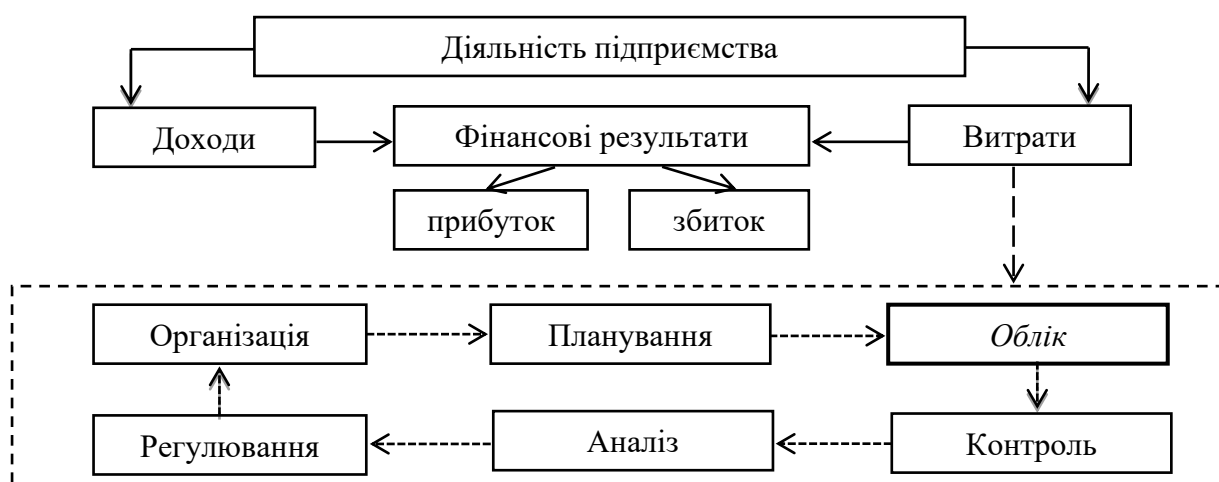 Діяльність підприємства
Доходи
Фінансові результати
Витрати
прибуток
збиток
Організація
Планування
Облік
Регулювання
Аналіз
Контроль